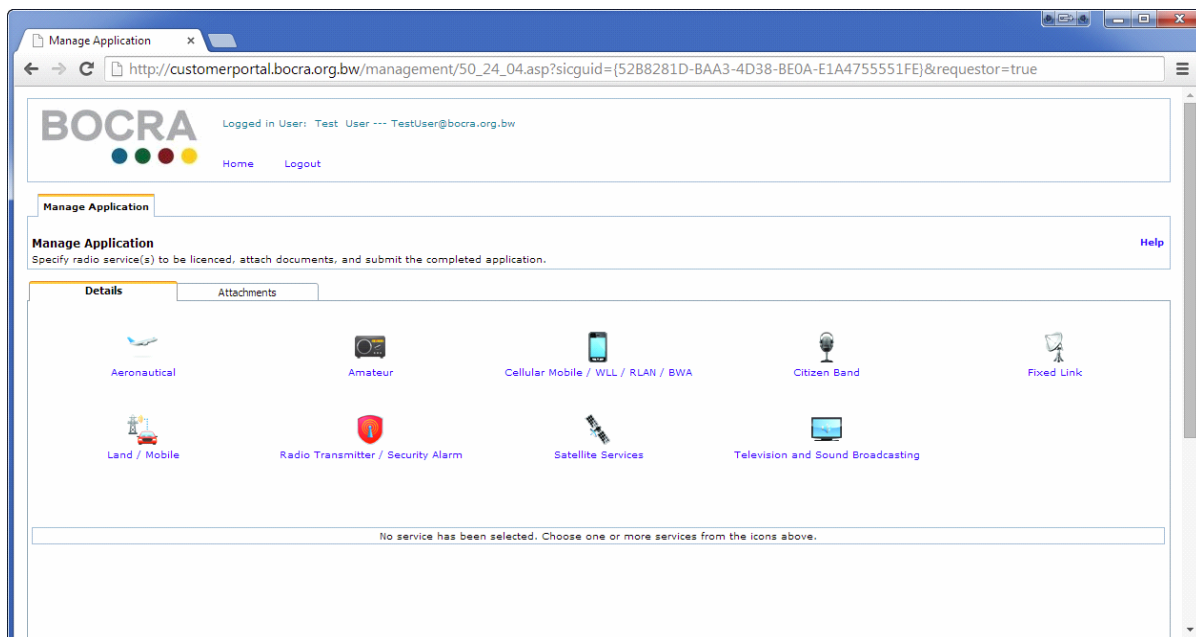 Manage Application
http://customerportal.bocra.org.bw/management/50_24_04.asp?sicguid={52B8281D-BAA3-4D38-BE0A-E1A4755551FE}&requestor=true
BOCRA
Logged in User: Test User --- TestUser@bocra.org.bw
Home Logout
Manage Application
Manage Application
Help
Specify radio service(s) to be licenced, attach documents, and submit the completed application.
Details Attachments
Aeronautical Amateur Cellular Mobile / WLL / RLAN / BWA Citizen Band Fixed Link
Land / Mobile Radio Transmitter / Security Alarm Satellite Services Television and Sound Broadcasting
No service has been selected. Choose one or more services from the icons above.